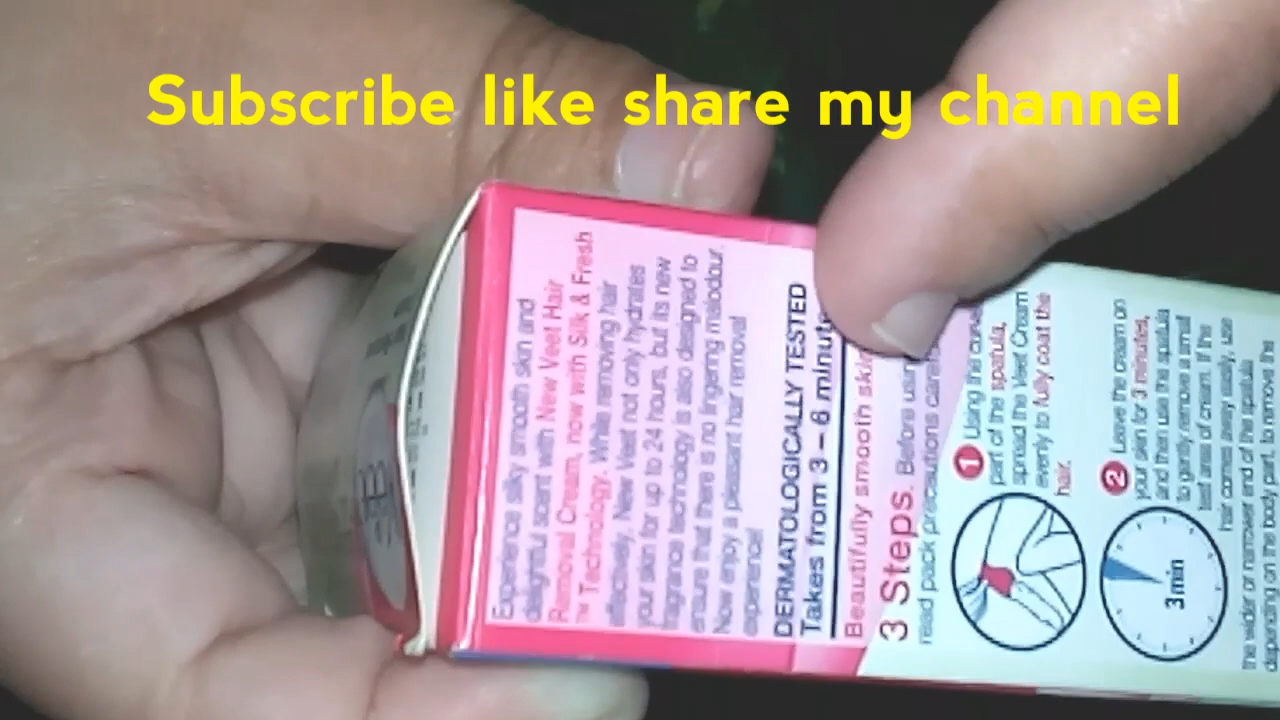 Subscribe like share my channel
Experience silky smooth skin and
delightful scent with New Veet Hair
Removal Cream, now with Silk & Fresh
™ Technology. While removing hair
effectively, New Veet not only hydrates
your skin for up to 24 hours, but its new
fragrance technology is also designed to
ensure that there is no lingering malodour.
Now enjoy a pleasant hair removal
experience!
DERMATOLOGICALLY TESTED
Takes from 3 – 6 minute
Beautifully smooth skin
3 Steps. Before using
read pack precautions
1 Using the
part of the spatula,
spread the Veet Cream
evenly to fully coat the
hair.
2 Leave the cream on
your skin for 3 minutes,
and then use the spatula
to gently remove a small
test area of cream. If the
hair comes away easily, use
the wider or narrower end of the spatula
depending on the body part, to remove the
3min